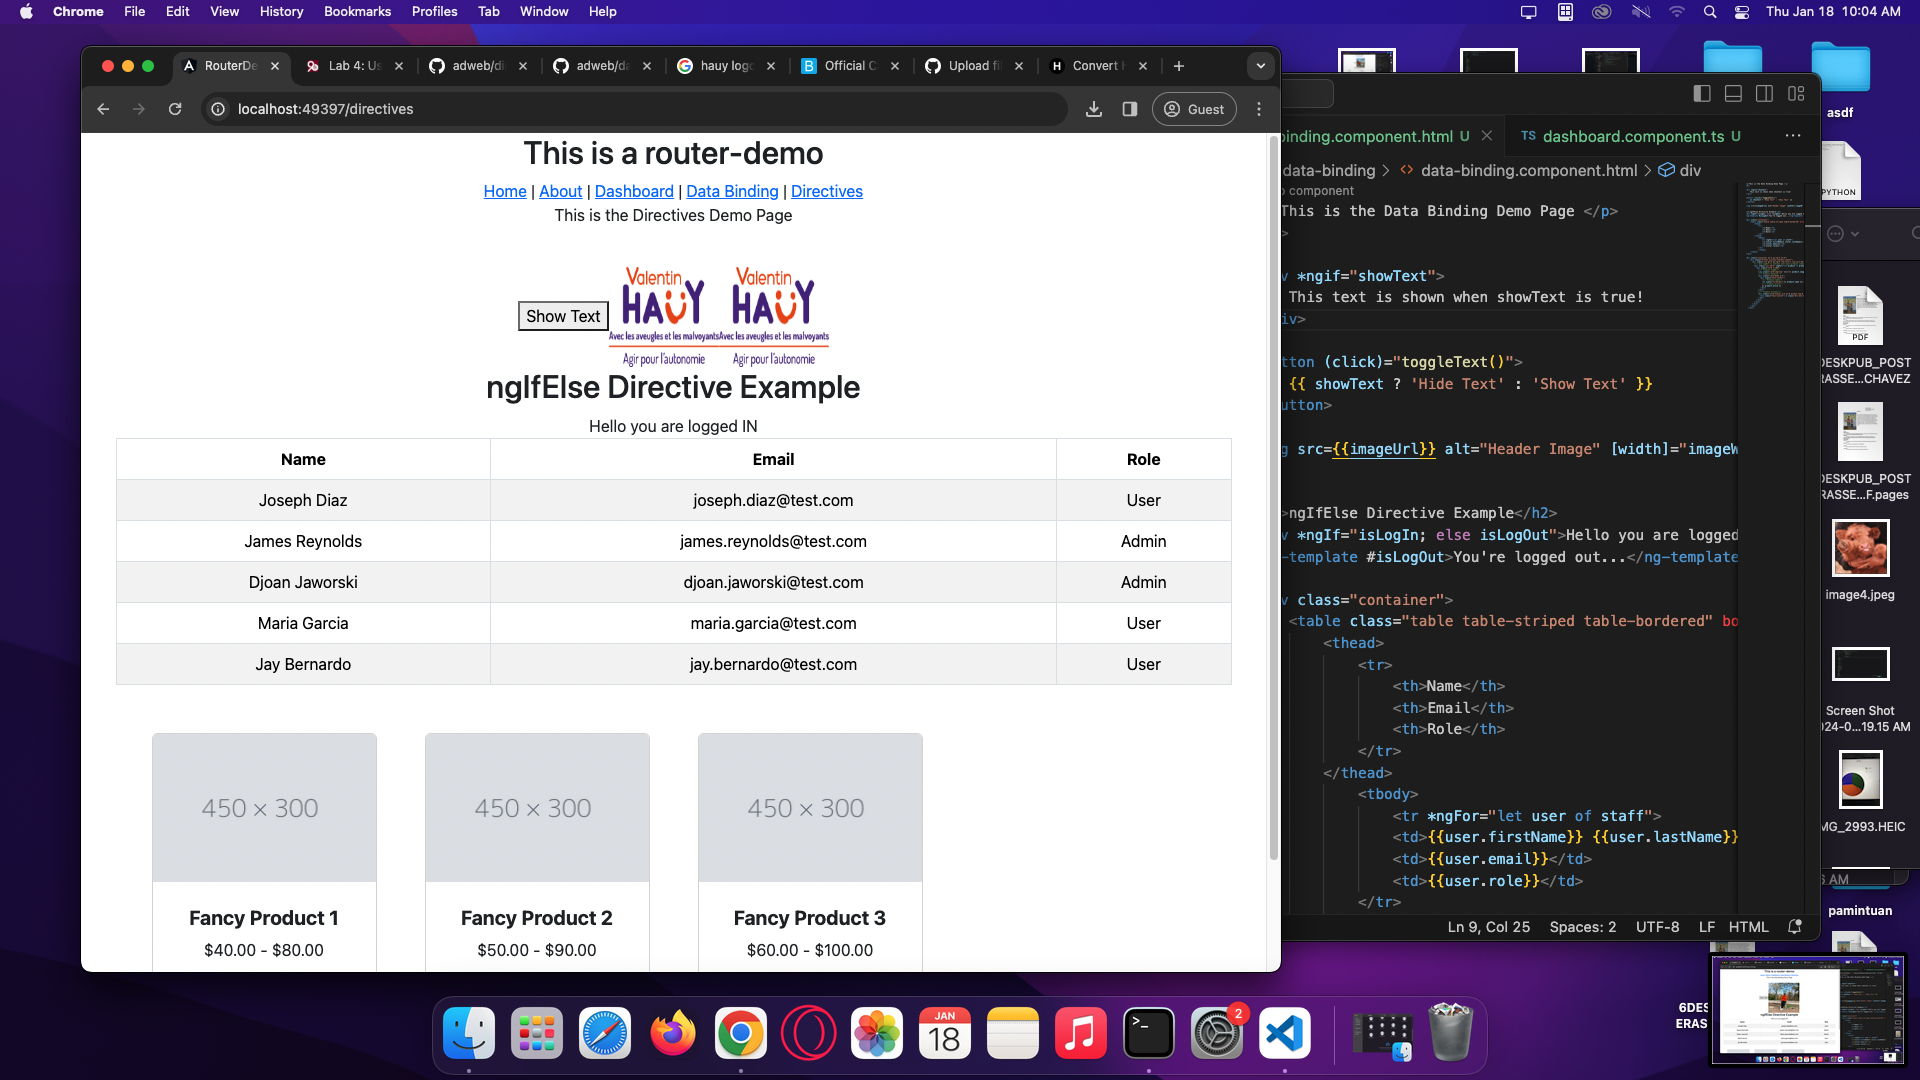 Chrome File Edit View History Bookmarks Profiles Tab Window Help
Thu Jan 18 10:04 AM
RouterDe
Lab 4: Us
adweb/di
adweb/da
hauy logo
Official C
Upload fi
Convert
localhost:49397/directives
Guest
This is a router-demo
Home | About | Dashboard | Data Binding | Directives
This is the Directives Demo Page
Show Text
Valentin
HAUY
Avec les aveugles et les malvoyants
Agir pour l'autonomie
Valentin
HAUY
Avec les aveugles et les malvoyants
Agir pour l'autonomie
ngIfElse Directive Example
Hello you are logged IN
Name Email Role
Joseph Diaz joseph.diaz@test.com User
James Reynolds james.reynolds@test.com Admin
Djoan Jaworski djoan.jaworski@test.com Admin
Maria Garcia maria.garcia@test.com User
Jay Bernardo jay.bernardo@test.com User
450 × 300
450 × 300
450 × 300
Fancy Product 1
$40.00 - $80.00
Fancy Product 2
$50.00 - $90.00
Fancy Product 3
$60.00 - $100.00
binding.component.html U
TS dashboard.component.ts U
data-binding > data-binding.component.html > div
component
This is the Data Binding Demo Page </p>
>
v *ngif="showText">
This text is shown when showText is true!
iv>
tton (click)="toggleText()">
{{ showText ? 'Hide Text' : 'Show Text' }}
utton>
g src={{imageUrl}} alt="Header Image" [width]="imageW
>ngIfElse Directive Example</h2>
v *ngIf="isLogIn; else isLogOut">Hello you are logged
-template #isLogOut>You're logged out...</ng-template
v class="container">
<table class="table table-striped table-bordered" bo
<thead>
<tr>
<th>Name</th>
<th>Email</th>
<th>Role</th>
</tr>
</thead>
<tbody>
<tr *ngFor="let user of staff">
<td>{{user.firstName}} {{user.lastName}}
<td>{{user.email}}</td>
<td>{{user.role}}</td>
</tr>
Ln 9, Col 25 Spaces: 2 UTF-8 LF HTML
asdf
PYTHON
PDF
DESKPUB_POST
RASSE...CHAVEZ
DESKPUB_POST
RASSE...F.pages
image4.jpeg
Screen Shot
24-0...19.15 AM
MG_2993.HEIC
AM
pamintuan
6DES
ERAS
JAN
18
2